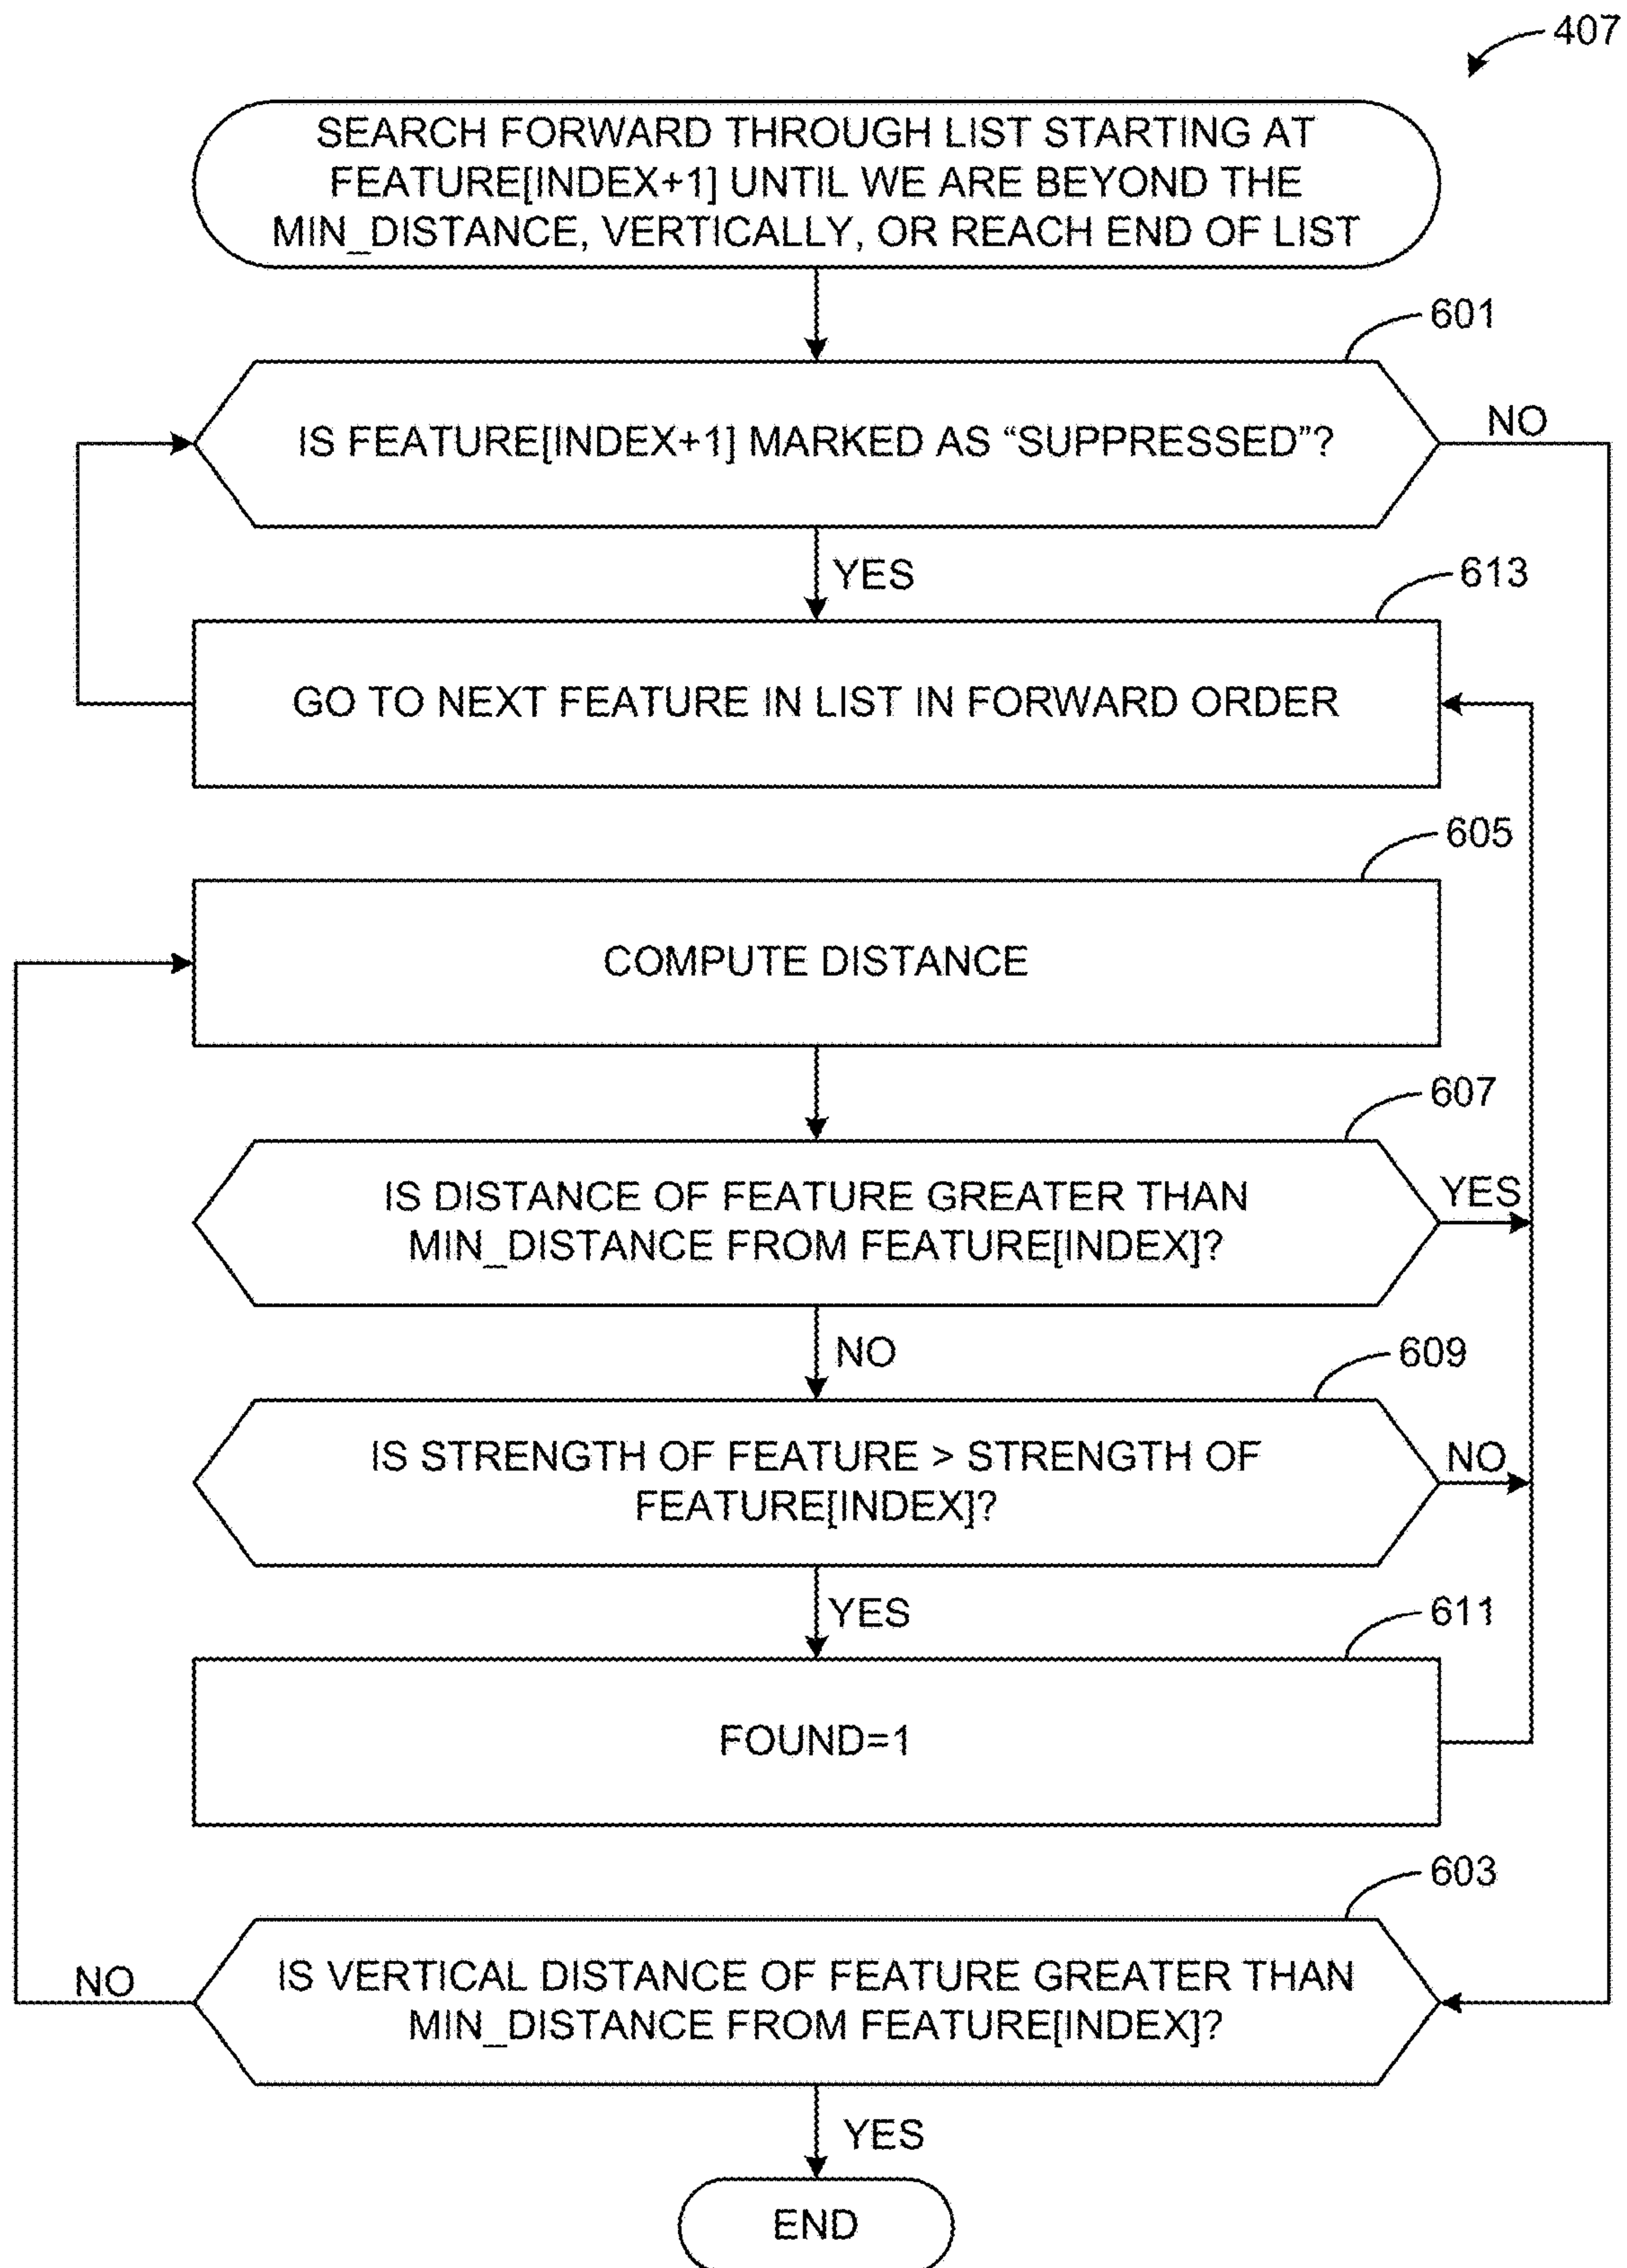 407
SEARCH FORWARD THROUGH LIST STARTING AT
FEATURE[INDEX+1] UNTIL WE ARE BEYOND THE
MIN_DISTANCE, VERTICALLY, OR REACH END OF LIST
601
IS FEATURE[INDEX+1] MARKED AS “SUPPRESSED”?
NO
YES
613
GO TO NEXT FEATURE IN LIST IN FORWARD ORDER
605
COMPUTE DISTANCE
607
IS DISTANCE OF FEATURE GREATER THAN
MIN_DISTANCE FROM FEATURE[INDEX]?
YES
NO
609
IS STRENGTH OF FEATURE > STRENGTH OF
FEATURE[INDEX]?
NO
YES
611
FOUND=1
603
IS VERTICAL DISTANCE OF FEATURE GREATER THAN
MIN_DISTANCE FROM FEATURE[INDEX]?
NO
YES
END